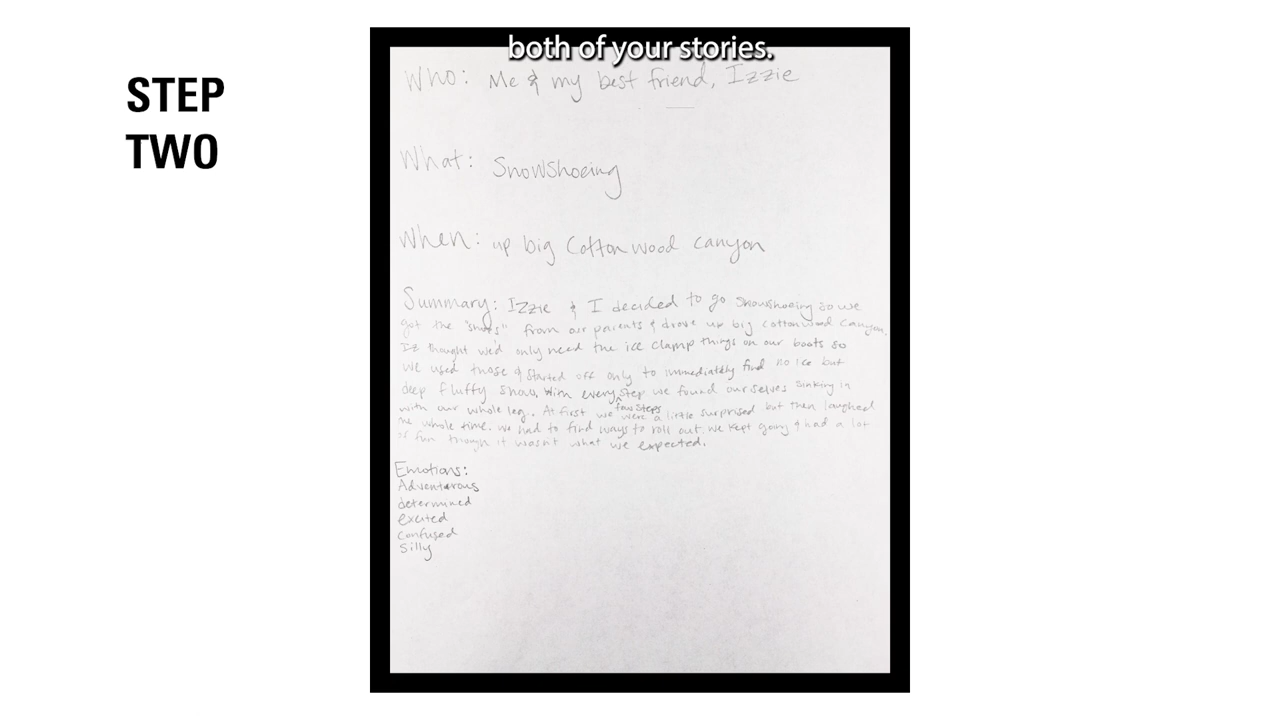 both of your stories.
STEP
TWO
Who: Me & my best friend, Izzie
What: Snowshoeing
When: up big Cottonwood canyon
Summary: Izzie & I decided to go snowshoeing so we
got the "shoes" from our parents & drove up big cottonwood canyon.
Iz thought we'd only need the ice clamp things on our boots so
we used those & started off only to immediately find no ice but
deep fluffy snow. With every step we found ourselves sinking in
few steps
with our whole leg. At first we were a little surprised but then laughed
the whole time. We had to find ways to roll out. We kept going & had a lot
of fun though it wasn't what we expected.
Emotions:
Adventurous
determined
excited
confused
Silly